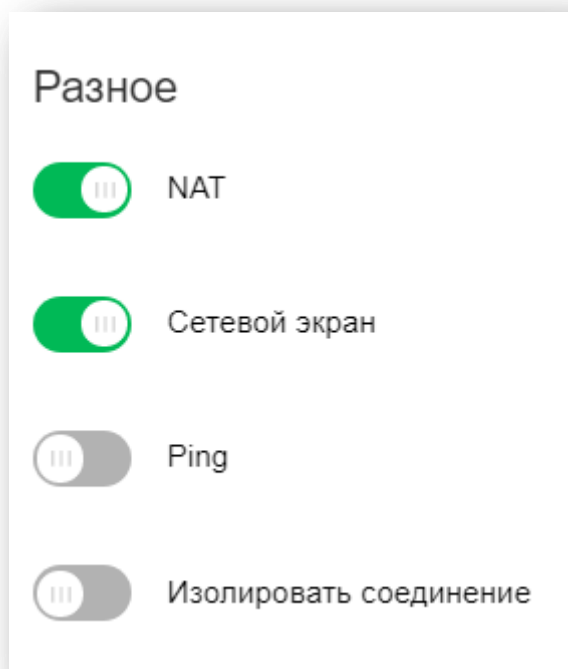 Разное
NAT
Сетевой экран
Ping
Изолировать соединение